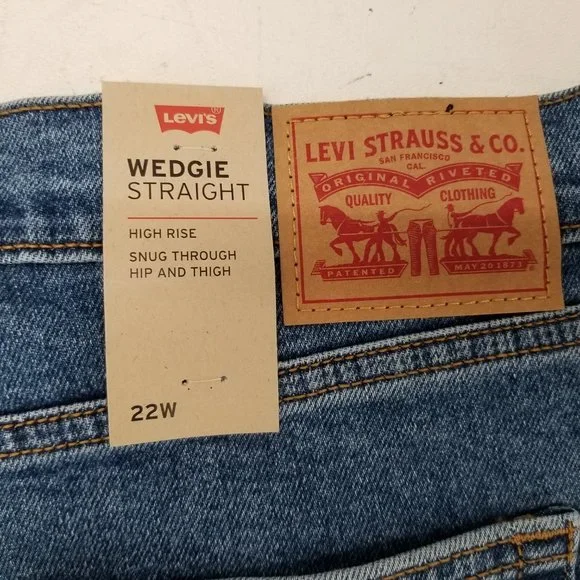 Levi's
WEDGIE
STRAIGHT
HIGH RISE
SNUG THROUGH
HIP AND THIGH
22W
LEVI STRAUSS & CO.
SAN FRANCISCO
CAL.
ORIGINAL RIVETED
QUALITY CLOTHING
PATENTED MAY 20 1873